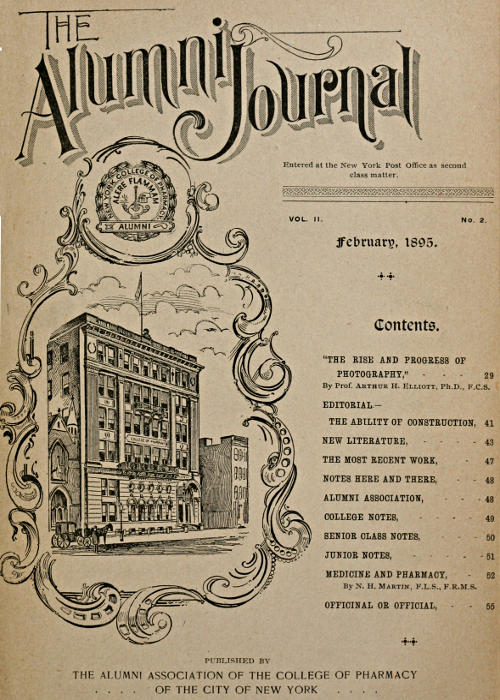 THE
Alumni Journal
Entered at the New York Post Office as second
class matter.
VOL. II. No. 2.
February, 1895.
Contents.
"THE RISE AND PROGRESS OF
PHOTOGRAPHY," - - - 29
By Prof. ARTHUR H. ELLIOTT, Ph.D., F.C.S.
EDITORIAL—
THE ABILITY OF CONSTRUCTION, 41
NEW LITERATURE, - - - - 43
THE MOST RECENT WORK, - - 47
NOTES HERE AND THERE, - - 48
ALUMNI ASSOCIATION, - - - 48
COLLEGE NOTES, - - - - 49
SENIOR CLASS NOTES, - - - 50
JUNIOR NOTES, - - - - 51
MEDICINE AND PHARMACY, - - 52
By N. H. MARTIN, F.L.S., F.R.M.S.
OFFICINAL OR OFFICIAL, - - 55
NEW YORK COLLEGE OF PHARMACY
ALERE FLAMMAM
ALUMNI
COLLEGE OF PHARMACY
PUBLISHED BY
THE ALUMNI ASSOCIATION OF THE COLLEGE OF PHARMACY
. . . . OF THE CITY OF NEW YORK . . . .